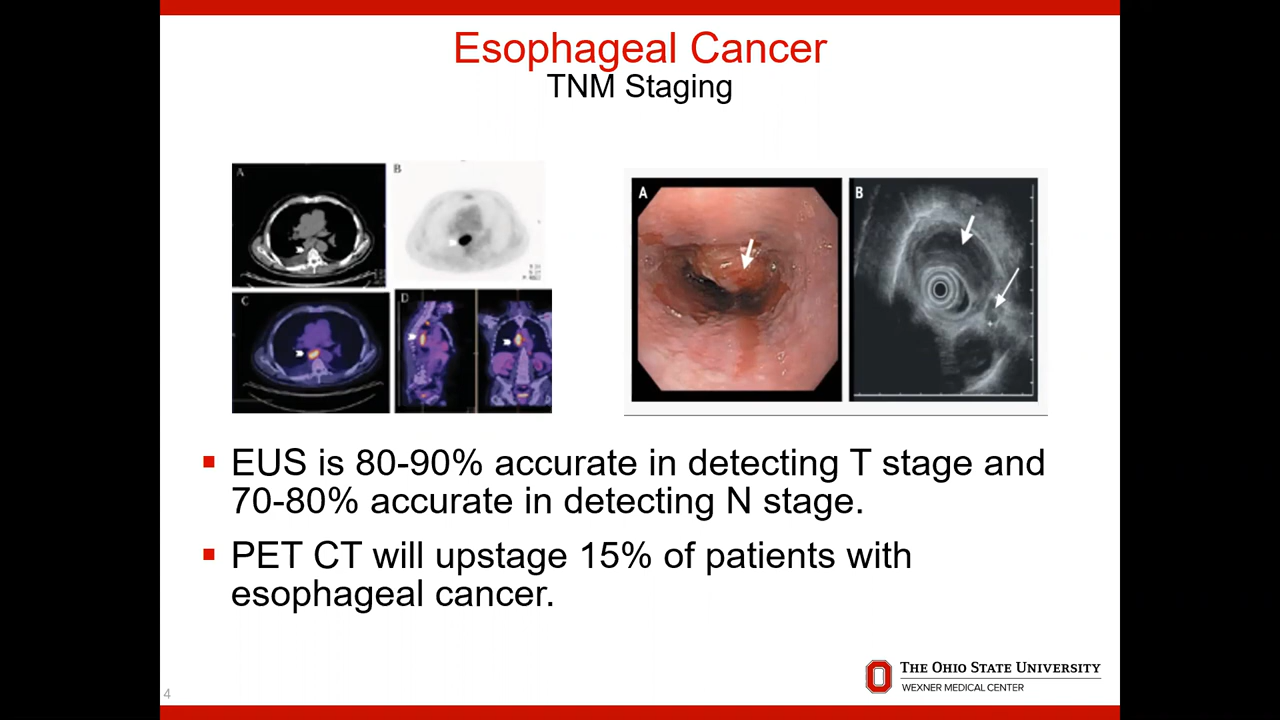 Esophageal Cancer
TNM Staging
A
B
C
D
A
B
EUS is 80-90% accurate in detecting T stage and
70-80% accurate in detecting N stage.
PET CT will upstage 15% of patients with
esophageal cancer.
THE OHIO STATE UNIVERSITY
WEXNER MEDICAL CENTER
4